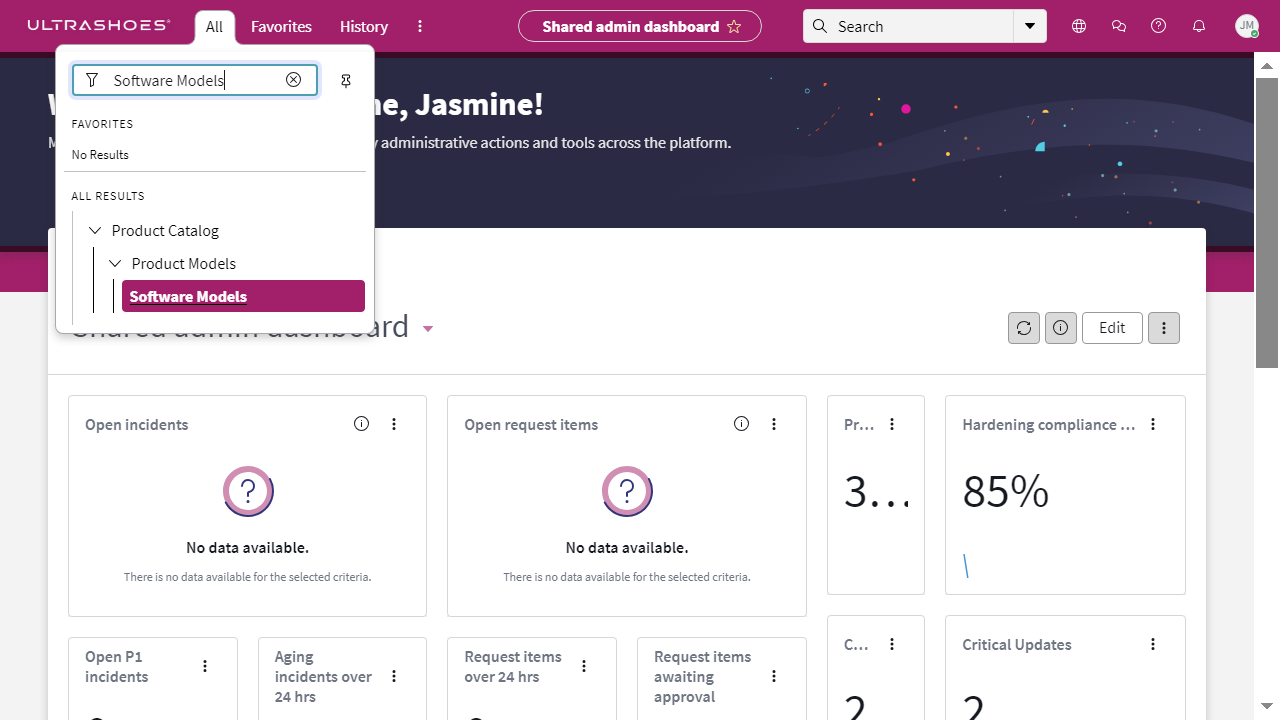 ULTRASHOES®
All
Favorites
History
Shared admin dashboard
Search
JM
Software Models
FAVORITES
No Results
ALL RESULTS
Product Catalog
Product Models
Software Models
ne, Jasmine!
administrative actions and tools across the platform.
Shared admin dashboard
Edit
Open incidents
No data available.
There is no data available for the selected criteria.
Open request items
No data available.
There is no data available for the selected criteria.
Pr...
3...
Hardening compliance ...
85%
Open P1
incidents
Aging
incidents over
24 hrs
Request items
over 24 hrs
Request items
awaiting
approval
C...
2
Critical Updates
2